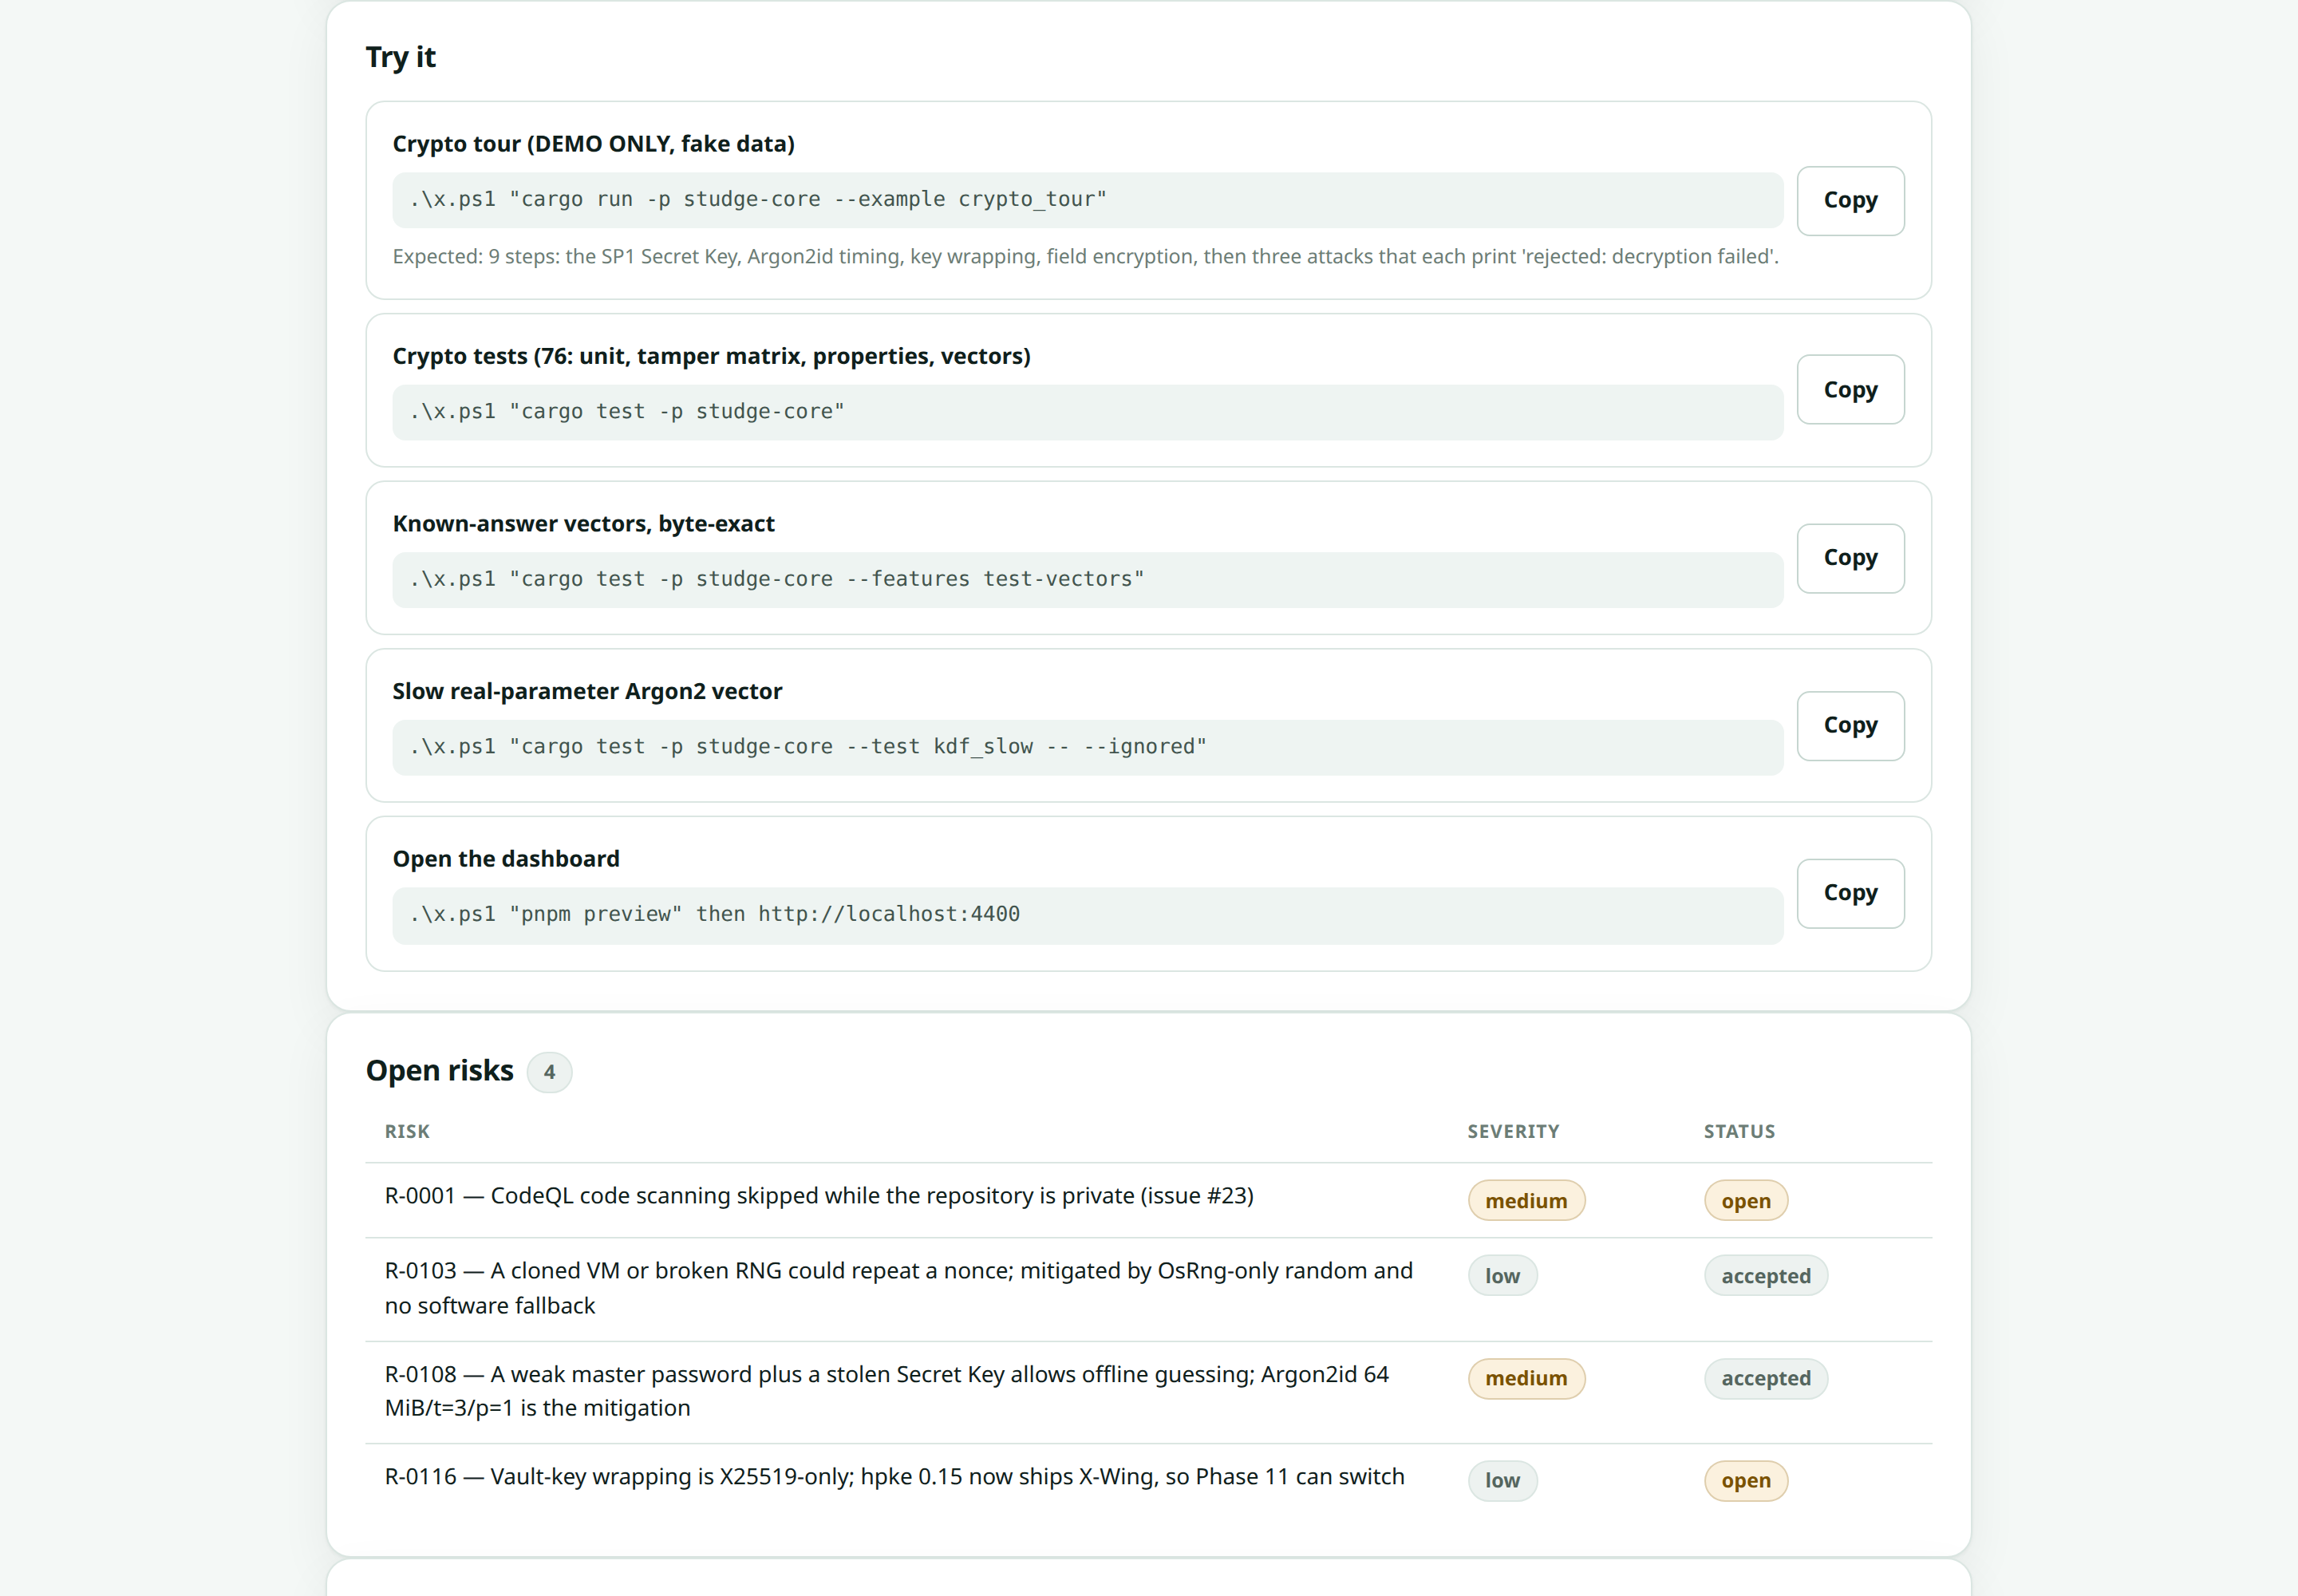 Try it
Crypto tour (DEMO ONLY, fake data)
.\x.ps1 "cargo run -p studge-core --example crypto_tour"
Copy
Expected: 9 steps: the SP1 Secret Key, Argon2id timing, key wrapping, field encryption, then three attacks that each print 'rejected: decryption failed'.
Crypto tests (76: unit, tamper matrix, properties, vectors)
.\x.ps1 "cargo test -p studge-core"
Copy
Known-answer vectors, byte-exact
.\x.ps1 "cargo test -p studge-core --features test-vectors"
Copy
Slow real-parameter Argon2 vector
.\x.ps1 "cargo test -p studge-core --test kdf_slow -- --ignored"
Copy
Open the dashboard
.\x.ps1 "pnpm preview" then http://localhost:4400
Copy
Open risks 4
RISK SEVERITY STATUS
R-0001 — CodeQL code scanning skipped while the repository is private (issue #23) medium open
R-0103 — A cloned VM or broken RNG could repeat a nonce; mitigated by OsRng-only random and low accepted
no software fallback
R-0108 — A weak master password plus a stolen Secret Key allows offline guessing; Argon2id 64 medium accepted
MiB/t=3/p=1 is the mitigation
R-0116 — Vault-key wrapping is X25519-only; hpke 0.15 now ships X-Wing, so Phase 11 can switch low open